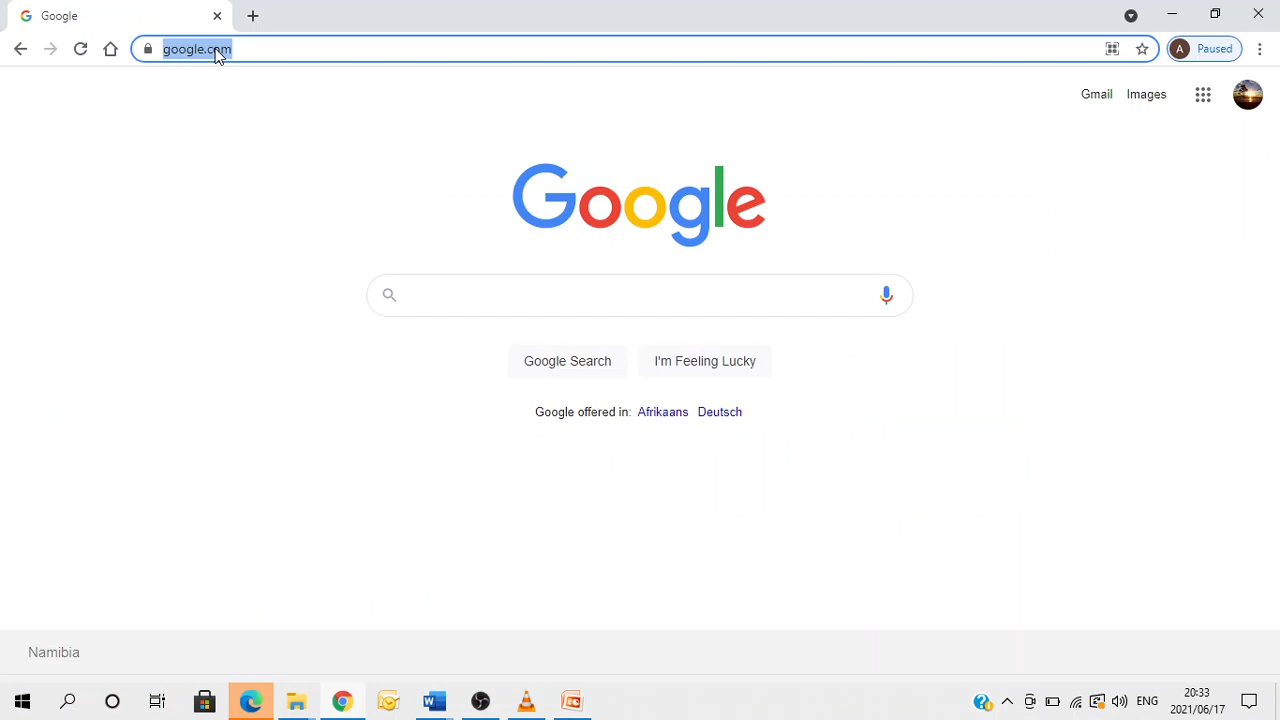 Google
google.com
A Paused
Gmail Images
Google
Google Search I'm Feeling Lucky
Google offered in: Afrikaans Deutsch
Namibia
ENG
20:33
2021/06/17